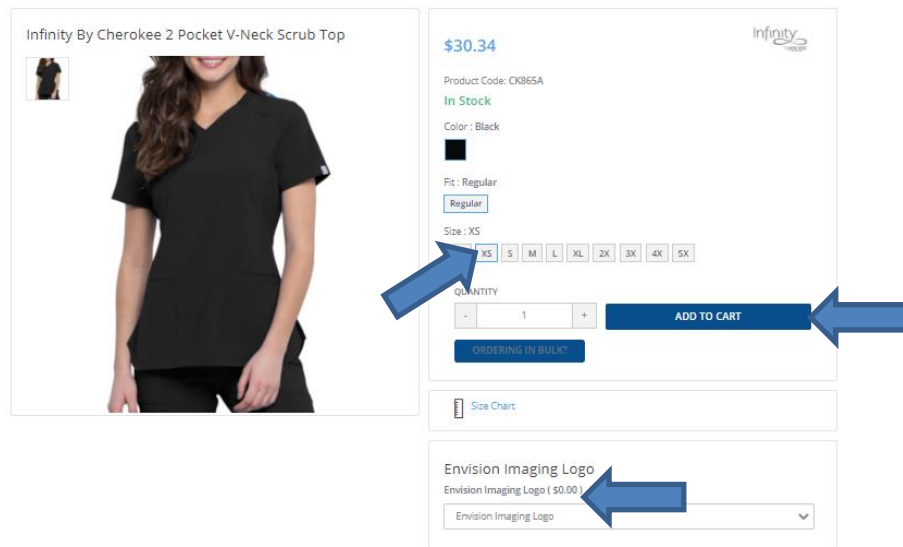 Infinity By Cherokee 2 Pocket V-Neck Scrub Top
Infinity
$30.34
Product Code: CK865A
In Stock
Color : Black
Fit : Regular
Regular
Size : XS
XS S M L XL 2X 3X 4X 5X
QUANTITY
- 1 + ADD TO CART
ORDERING IN BULK?
Size Chart
Envision Imaging Logo
Envision Imaging Logo ( $0.00 )
Envision Imaging Logo